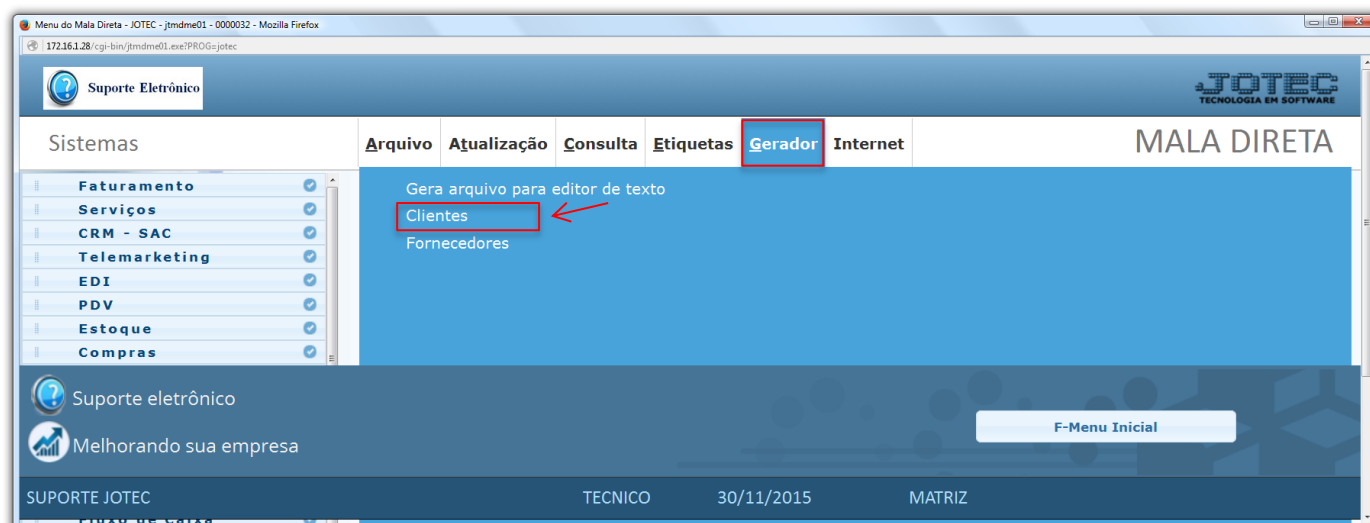 Menu do Mala Direta - JOTEC - jtmdme01 - 0000032 - Mozilla Firefox
172.16.1.28/cgi-bin/jtmdme01.exe?PROG=jotec
Suporte Eletrônico
JOTEC
TECNOLOGIA EM SOFTWARE
Sistemas
Arquivo Atualização Consulta Etiquetas Gerador Internet
MALA DIRETA
Faturamento
Serviços
CRM - SAC
Telemarketing
EDI
PDV
Estoque
Compras
Gera arquivo para editor de texto
Clientes
Fornecedores
Suporte eletrônico
Melhorando sua empresa
F-Menu Inicial
SUPORTE JOTEC TECNICO 30/11/2015 MATRIZ
Fluxo de Caixa